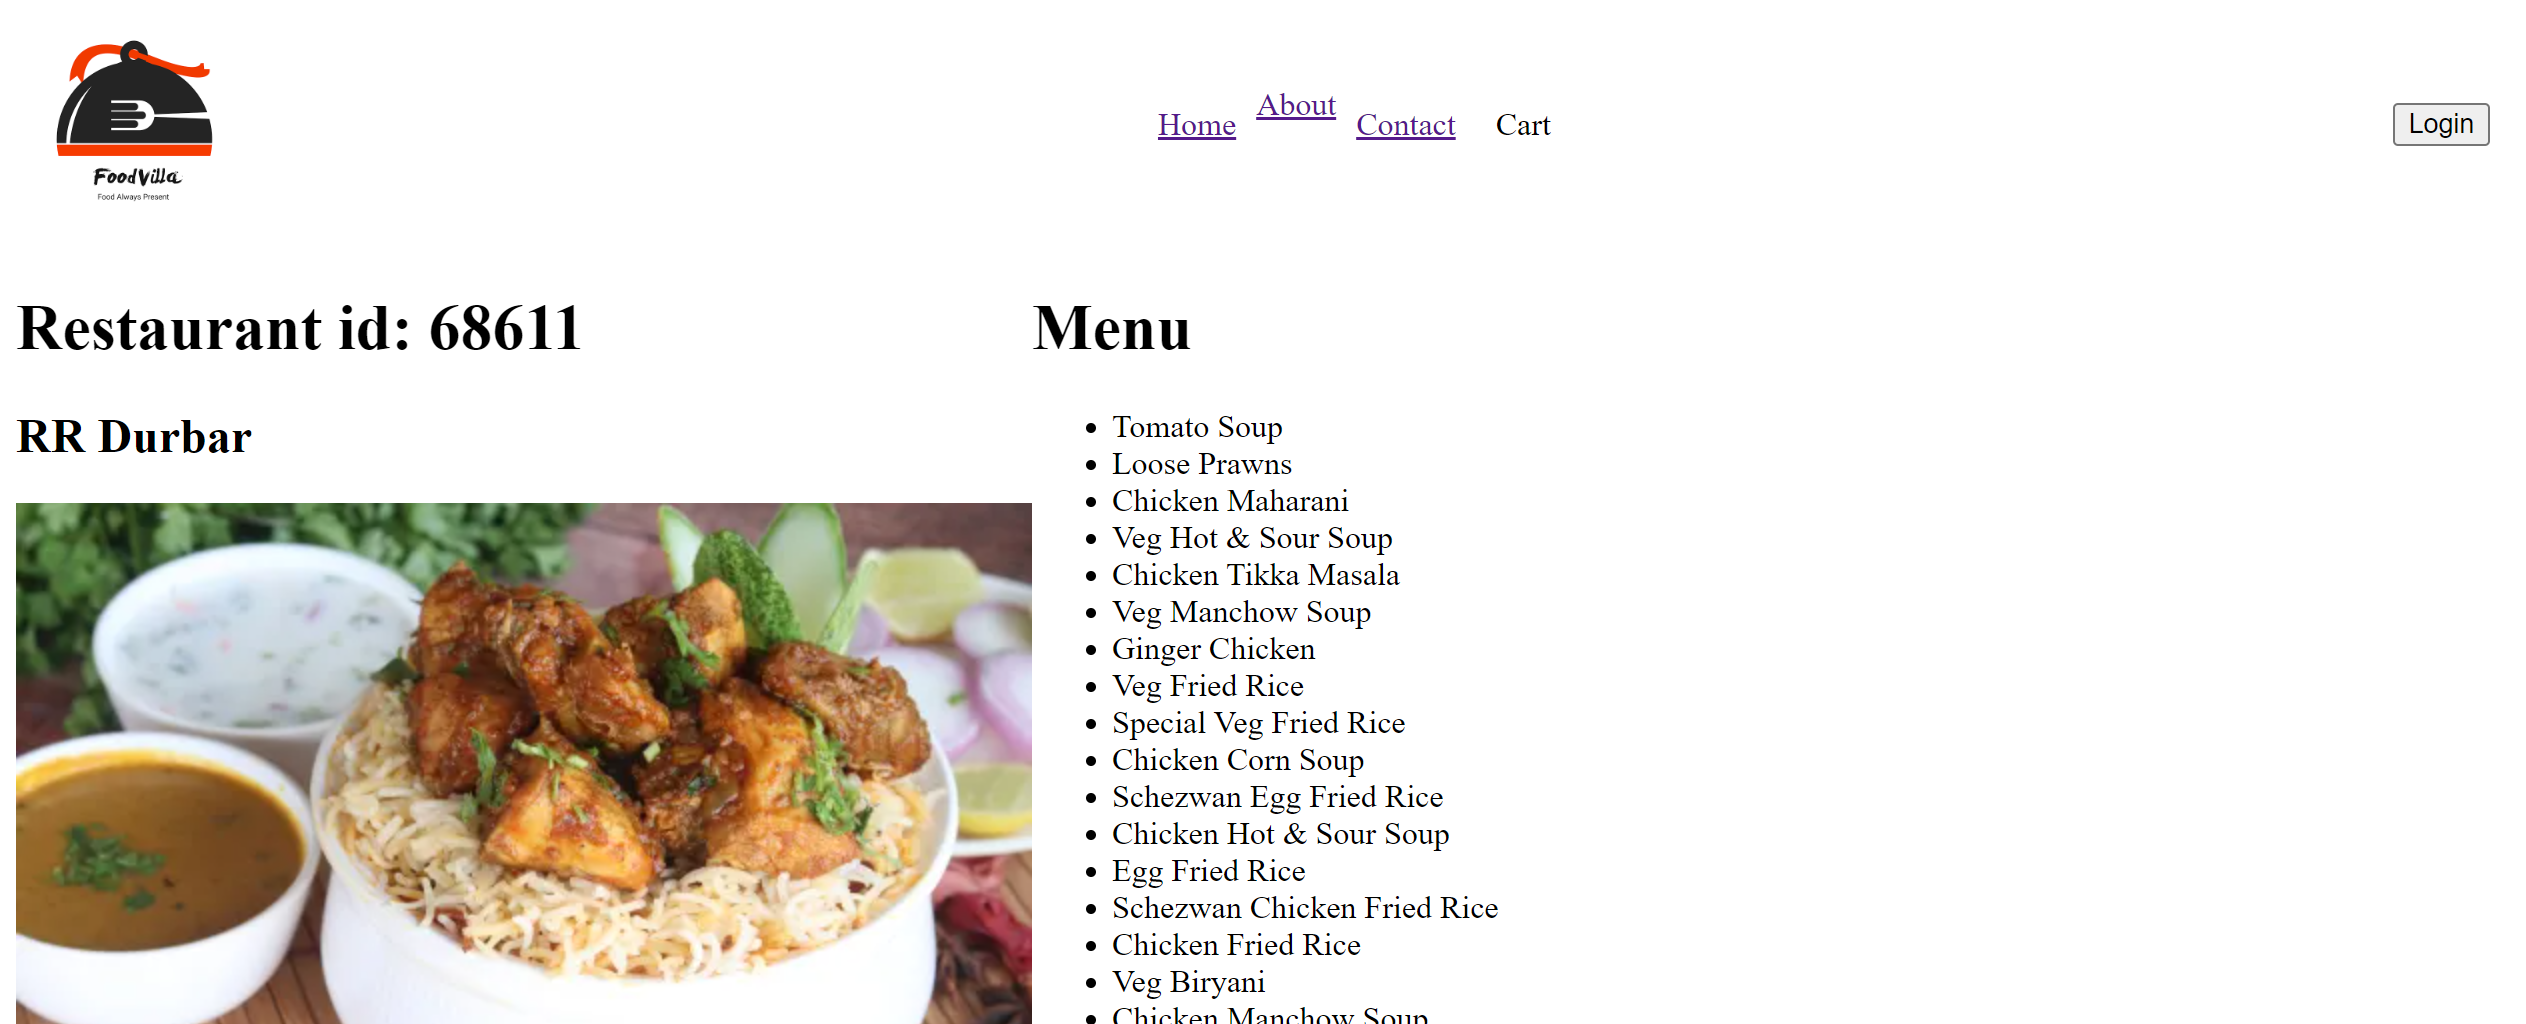 FoodVilla
Food Always Present
Home About Contact Cart
Login
Restaurant id: 68611
RR Durbar
Menu
Tomato Soup
Loose Prawns
Chicken Maharani
Veg Hot & Sour Soup
Chicken Tikka Masala
Veg Manchow Soup
Ginger Chicken
Veg Fried Rice
Special Veg Fried Rice
Chicken Corn Soup
Schezwan Egg Fried Rice
Chicken Hot & Sour Soup
Egg Fried Rice
Schezwan Chicken Fried Rice
Chicken Fried Rice
Veg Biryani
Chicken Manchow Soup